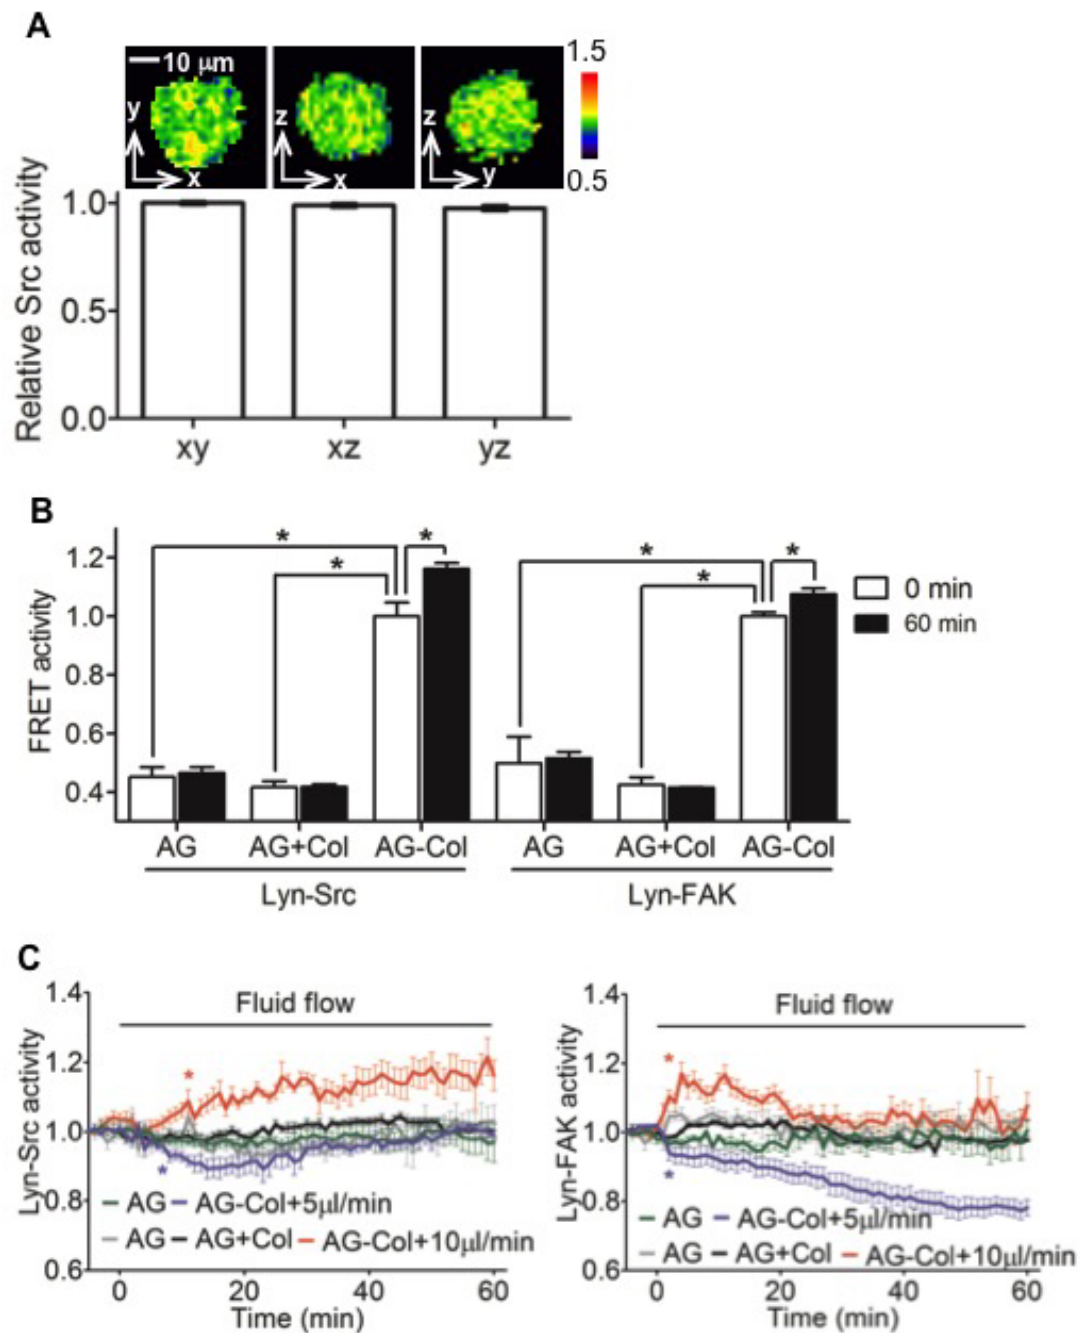 A
10 μm
1.5
y
x
z
x
z
y
0.5
Relative Src activity
1.0
0.5
0.0
xy
xz
yz
B
FRET activity
1.2
1.0
0.8
0.6
0.4
*
*
*
*
*
*
0 min
60 min
AG
AG+Col
AG-Col
AG
AG+Col
AG-Col
Lyn-Src
Lyn-FAK
C
Lyn-Src activity
1.4
1.2
1.0
0.8
0.6
Fluid flow
*
*
AG
AG-Col+5μl/min
AG
AG+Col
AG-Col+10μl/min
0
20
40
60
Time (min)
Lyn-FAK activity
1.4
1.2
1.0
0.8
0.6
Fluid flow
*
*
AG
AG-Col+5μl/min
AG
AG+Col
AG-Col+10μl/min
0
20
40
60
Time (min)